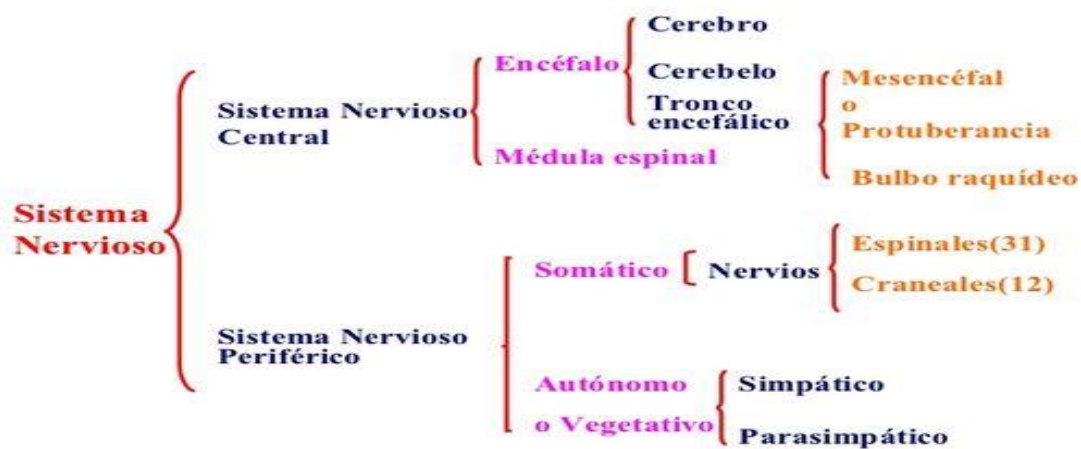 Sistema
Nervioso
Sistema Nervioso
Central
Encéfalo
Cerebro
Cerebelo
Tronco
encefálico
Mesencéfal
o
Protuberancia
Bulbo raquídeo
Médula espinal
Sistema Nervioso
Periférico
Somático
Nervios
Espinales(31)
Craneales(12)
Autónomo
o Vegetativo
Simpático
Parasimpático